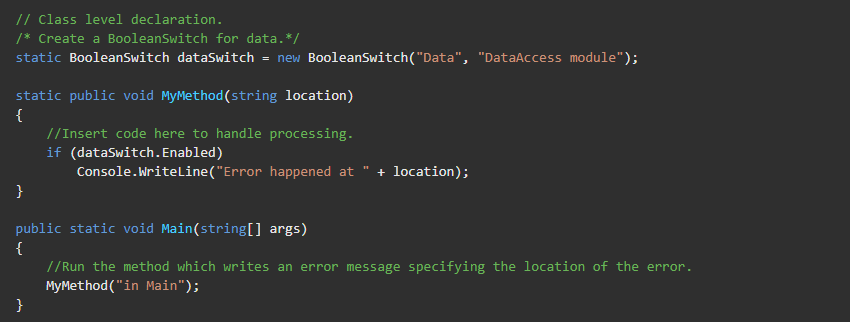 // Class level declaration.
/* Create a BooleanSwitch for data.*/
static BooleanSwitch dataSwitch = new BooleanSwitch("Data", "DataAccess module");

static public void MyMethod(string location)
{
    //Insert code here to handle processing.
    if (dataSwitch.Enabled)
        Console.WriteLine("Error happened at " + location);
}

public static void Main(string[] args)
{
    //Run the method which writes an error message specifying the location of the error.
    MyMethod("in Main");
}